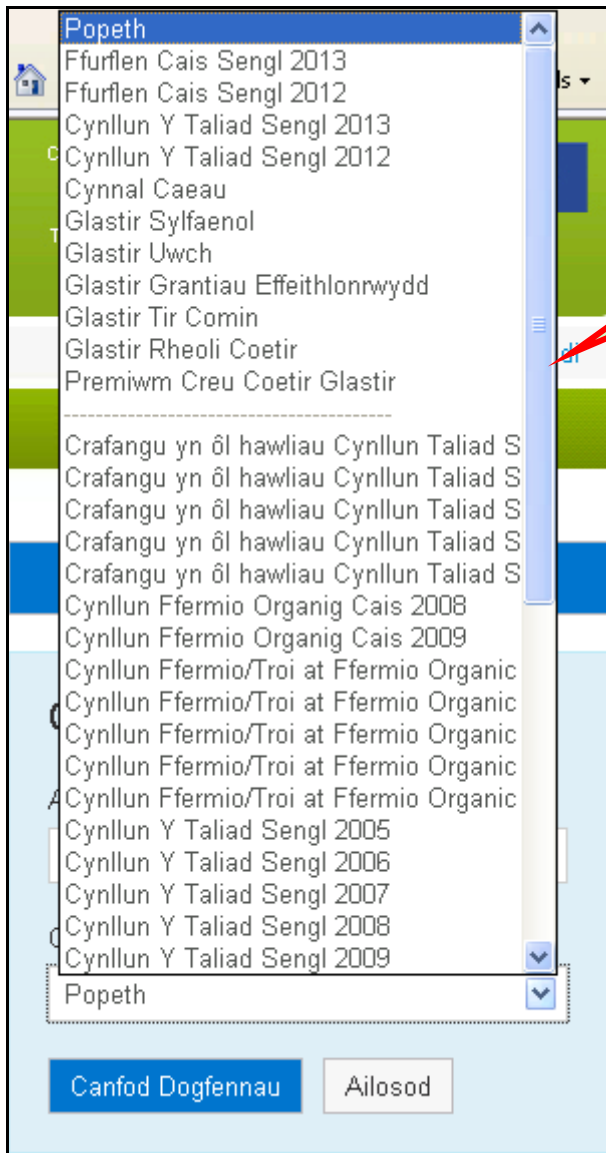 Popeth
Ffurflen Cais Sengl 2013
Ffurflen Cais Sengl 2012
Cynllun Y Taliad Sengl 2013
Cynllun Y Taliad Sengl 2012
Cynnal Caeau
Glastir Sylfaenol
Glastir Uwch
Glastir Grantiau Effeithlonrwydd
Glastir Tir Comin
Glastir Rheoli Coetir
Premiwm Creu Coetir Glastir
----------------------------------------
Crafangu yn ôl hawliau Cynllun Taliad S
Crafangu yn ôl hawliau Cynllun Taliad S
Crafangu yn ôl hawliau Cynllun Taliad S
Crafangu yn ôl hawliau Cynllun Taliad S
Crafangu yn ôl hawliau Cynllun Taliad S
Cynllun Ffermio Organig Cais 2008
Cynllun Ffermio Organig Cais 2009
Cynllun Ffermio/Troi at Ffermio Organic
Cynllun Ffermio/Troi at Ffermio Organic
Cynllun Ffermio/Troi at Ffermio Organic
Cynllun Ffermio/Troi at Ffermio Organic
Cynllun Ffermio/Troi at Ffermio Organic
Cynllun Y Taliad Sengl 2005
Cynllun Y Taliad Sengl 2006
Cynllun Y Taliad Sengl 2007
Cynllun Y Taliad Sengl 2008
Cynllun Y Taliad Sengl 2009
Popeth
Canfod Dogfennau
Ailosod